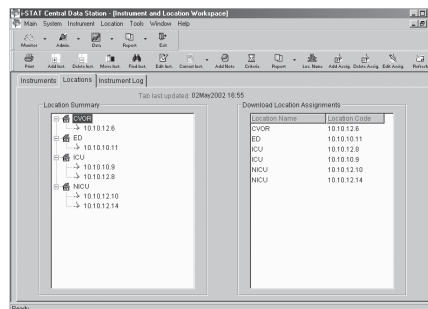 i-STAT Central Data Station - [Instrument and Location Workspace]
Main System Instrument Location Tools Window Help
Monitor Admin. Data Report Exit
Print Add Inst. Delete Inst. Move Inst. Find Inst. Edit Inst. Cancel Inst. Add Note Criteria Report Loc. Name Add Assig. Delete Assig. Edit Assig. Refresh
Instruments Locations Instrument Log
Tab last updated: 02May2002 16:55
Location Summary
CVOR
10.10.12.6
ED
10.10.10.11
ICU
10.10.10.9
10.10.12.8
NICU
10.10.12.10
10.10.12.14
Download Location Assignments
Location Name Location Code
CVOR 10.10.12.6
ED 10.10.10.11
ICU 10.10.12.8
ICU 10.10.10.9
NICU 10.10.12.10
NICU 10.10.12.14
Ready